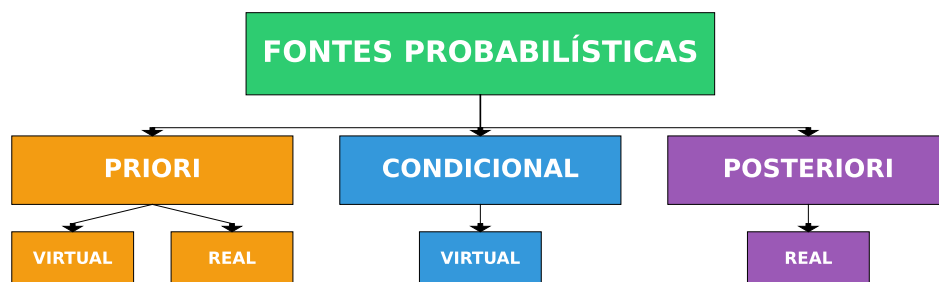 FONTES PROBABILÍSTICAS
PRIORI
CONDICIONAL
POSTERIORI
VIRTUAL
REAL
VIRTUAL
REAL